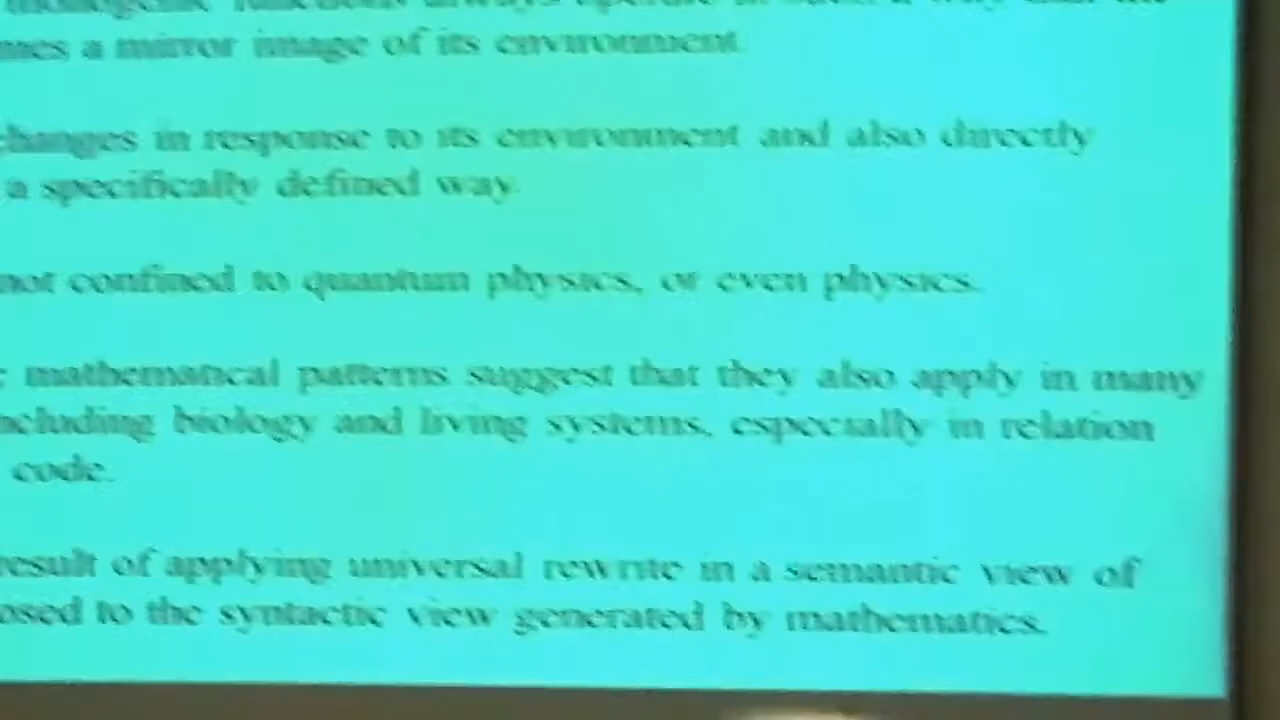 a mirror image of its environment.
changes in response to its environment and also directly
a specifically defined way.
not confined to quantum physics, or even physics.
mathematical patterns suggest that they also apply in many
biology and living systems, especially in relation
code.
result of applying universal rewrite in a semantic view of
to the syntactic view generated by mathematics.